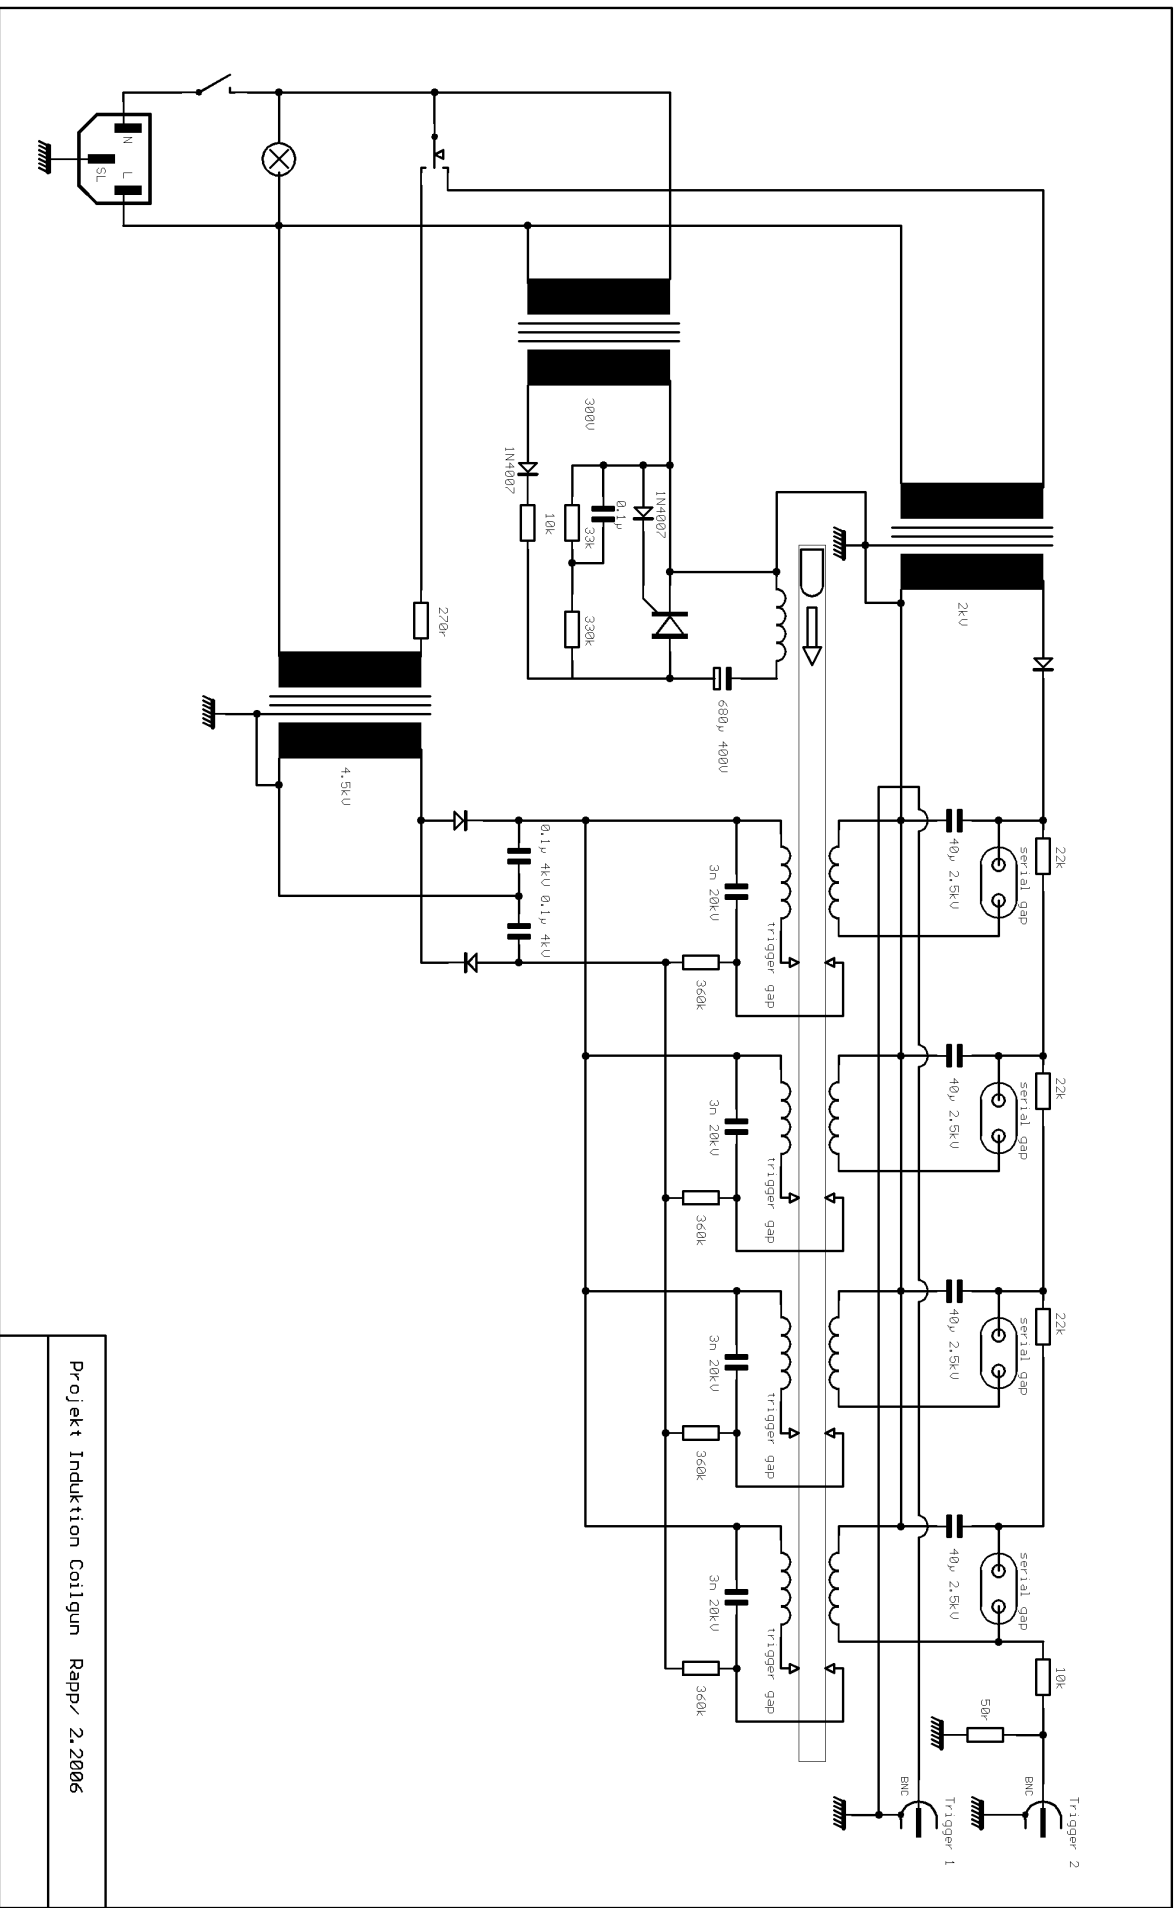 Trigger 2
Trigger 1
BNC
BNC
22k
22k
22k
10k
50r
serial gap
serial gap
serial gap
serial gap
40µ 2.5kV
40µ 2.5kV
40µ 2.5kV
40µ 2.5kV
2kV
trigger gap
trigger gap
trigger gap
trigger gap
3n 20kV
3n 20kV
3n 20kV
3n 20kV
360k
360k
360k
360k
680µ 400V
1N4007
0.1µ
33k
330k
300V
10k
1N4007
0.1µ 4kV 0.1µ 4kV
270r
4.5kV
N
L
SL
Projekt Induktion Coilgun Rapp/ 2.2006